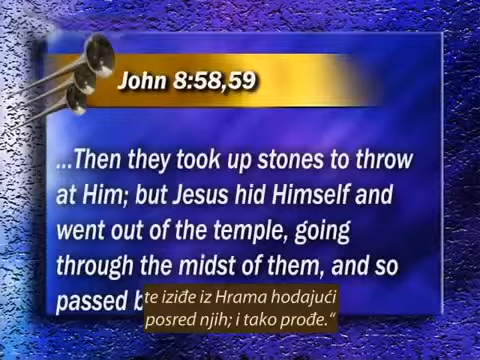 John 8:58,59
...Then they took up stones to throw
at Him; but Jesus hid Himself and
went out of the temple, going
through the midst of them, and so
passed
te iziđe iz Hrama hodajući
posred njih; i tako prođe.“